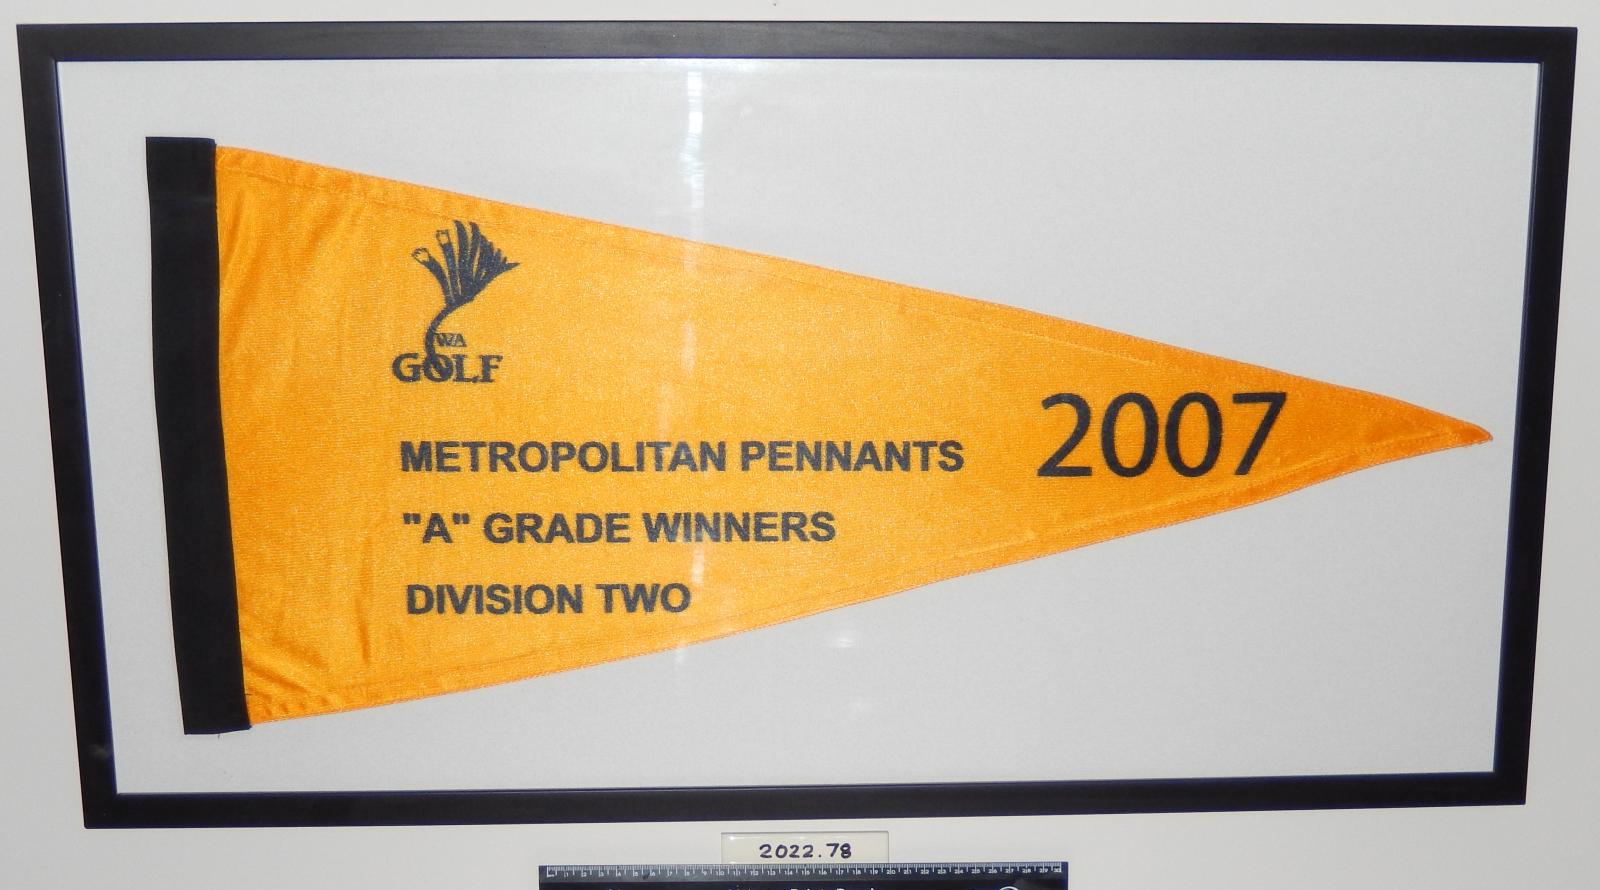 WA
GOLF
METROPOLITAN PENNANTS
"A" GRADE WINNERS
DIVISION TWO
2007
2022.78